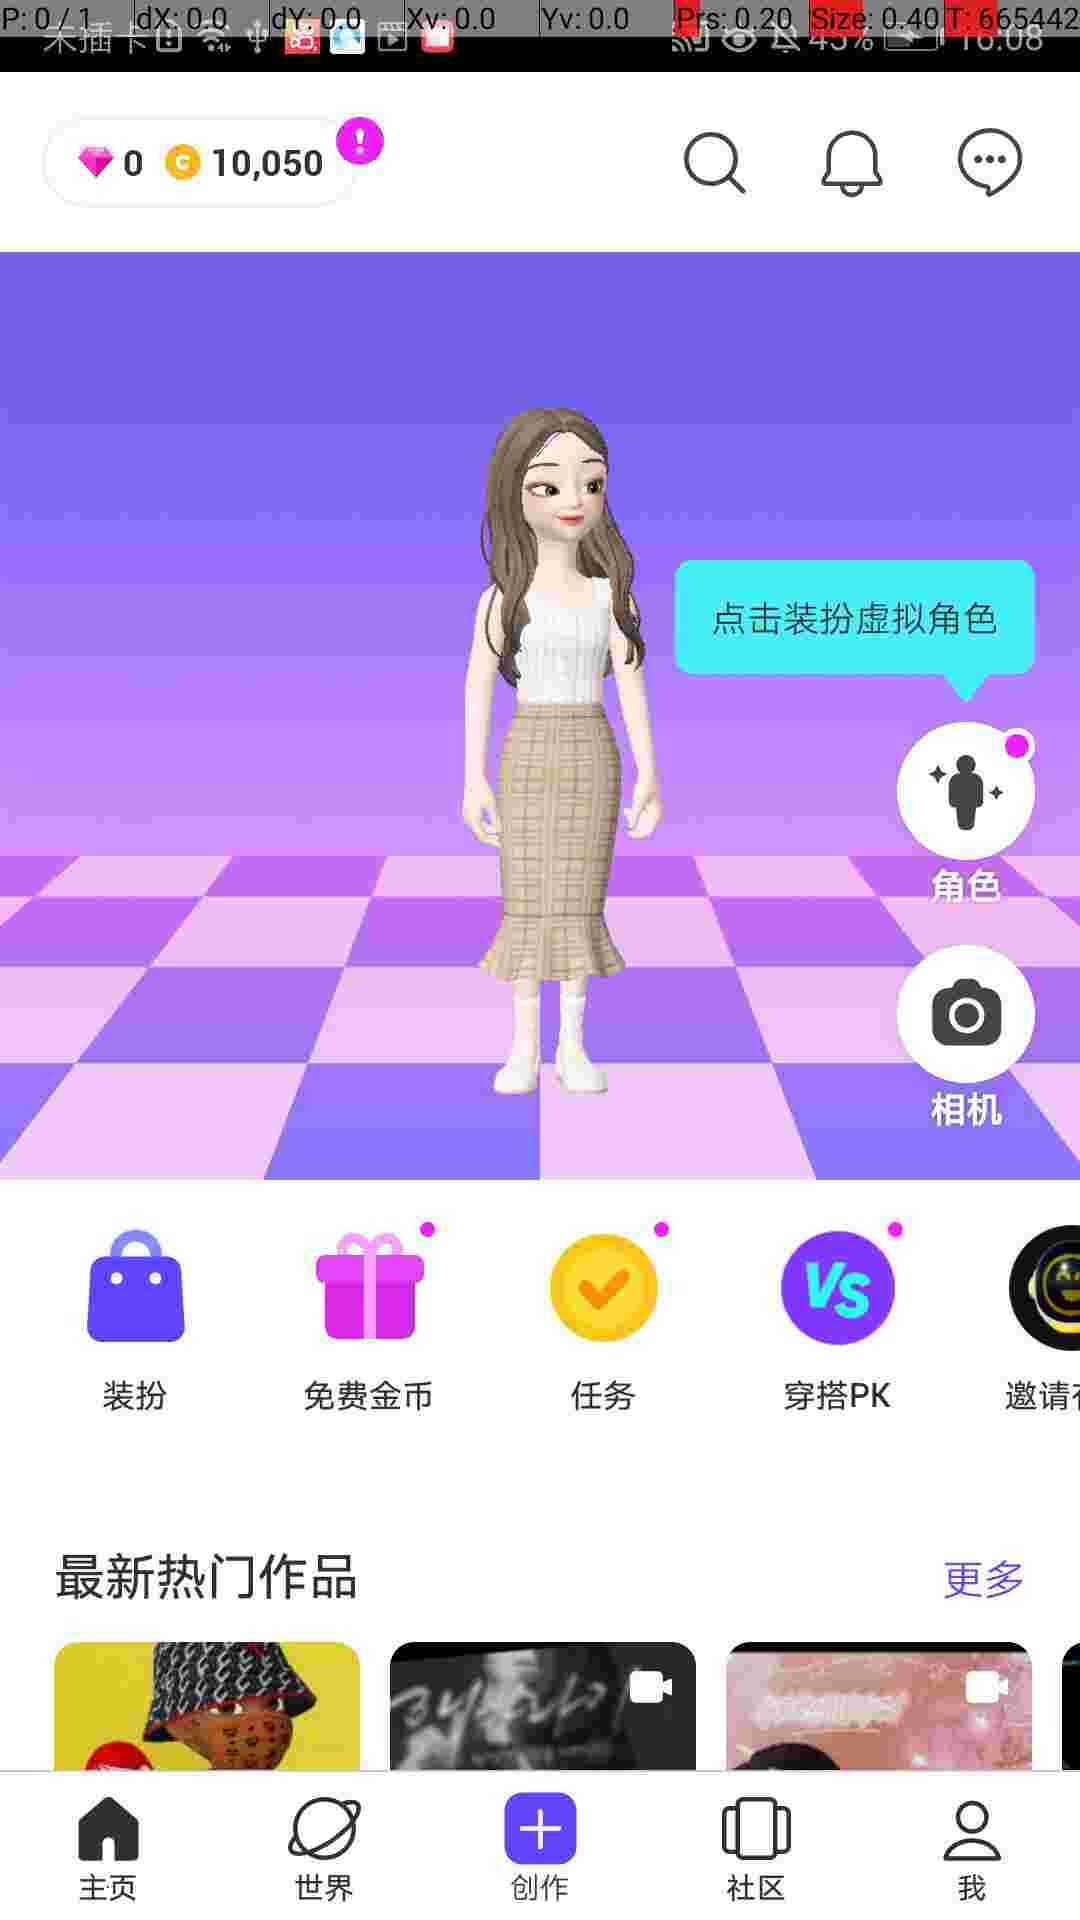 P: 0 / 1 dX: 0.0 dY: 0.0 Xv: 0.0 Yv: 0.0 Prs: 0.20 Size: 0.40 T: 665442
未插卡 45% 16:08
0 C 10,050
点击装扮虚拟角色
角色
相机
装扮 免费金币 任务 VS 穿搭PK 邀请
最新热门作品 更多
主页 世界 创作 社区 我